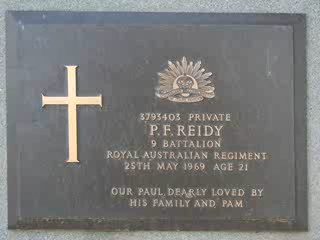 3793403 PRIVATE
P. F. REIDY
9 BATTALION
ROYAL AUSTRALIAN REGIMENT
25TH MAY 1969 AGE 21
OUR PAUL, DEARLY LOVED BY
HIS FAMILY AND PAM